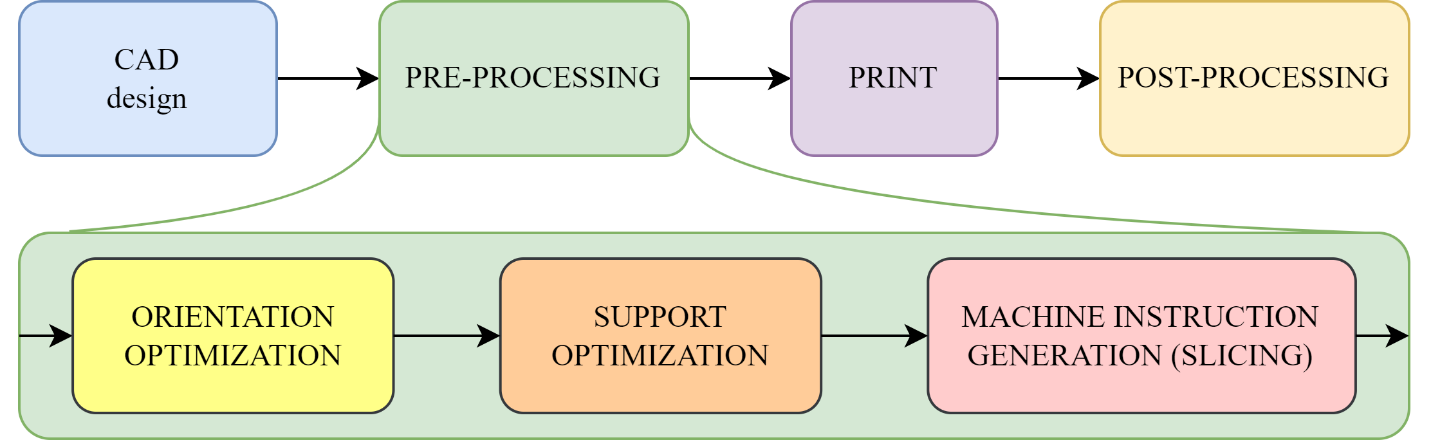 CAD
design
PRE-PROCESSING
PRINT
POST-PROCESSING
ORIENTATION
OPTIMIZATION
SUPPORT
OPTIMIZATION
MACHINE INSTRUCTION
GENERATION (SLICING)